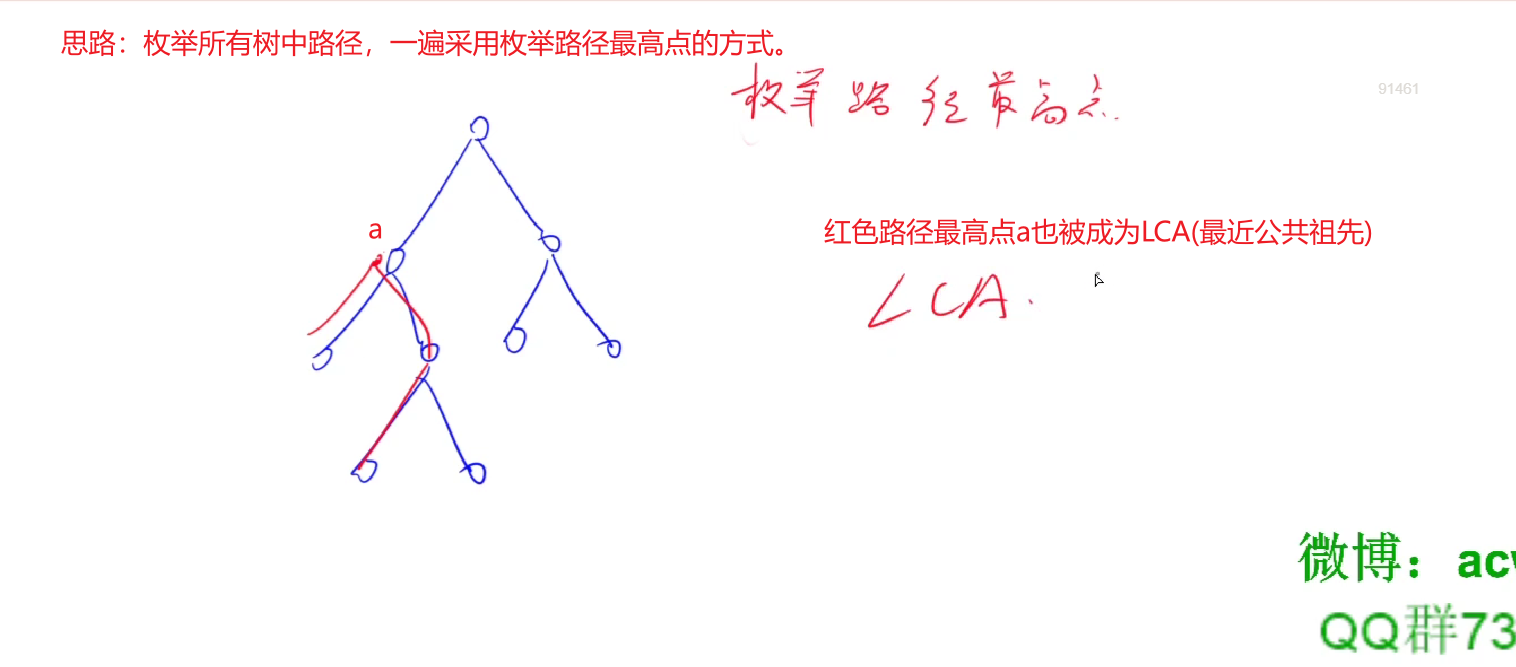 思路：枚举所有树中路径，一遍采用枚举路径最高点的方式。
枚举路径最高点.
91461
a
红色路径最高点a也被成为LCA(最近公共祖先)
LCA.
微博：acw
QQ群73